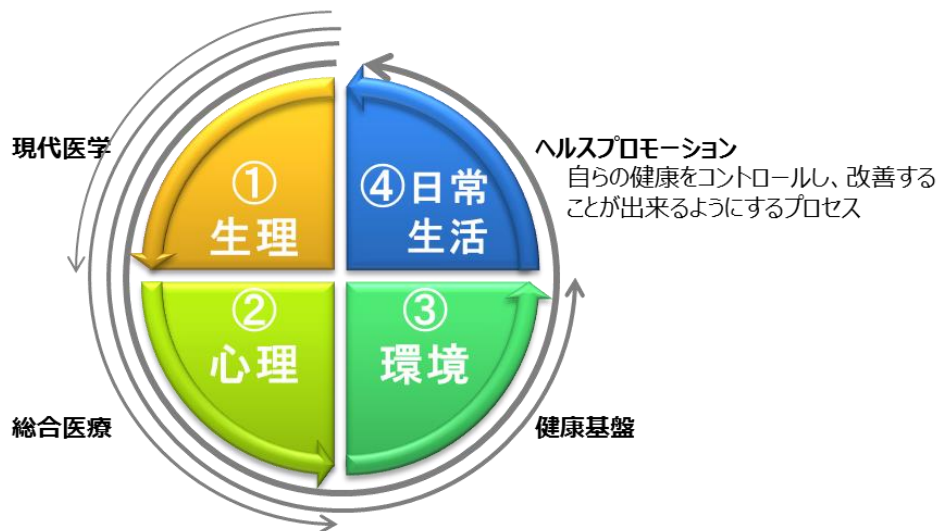 現代医学
①
生理
④日常
生活
ヘルスプロモーション
自らの健康をコントロールし、改善する
ことが出来るようにするプロセス
②
心理
③
環境
総合医療
健康基盤